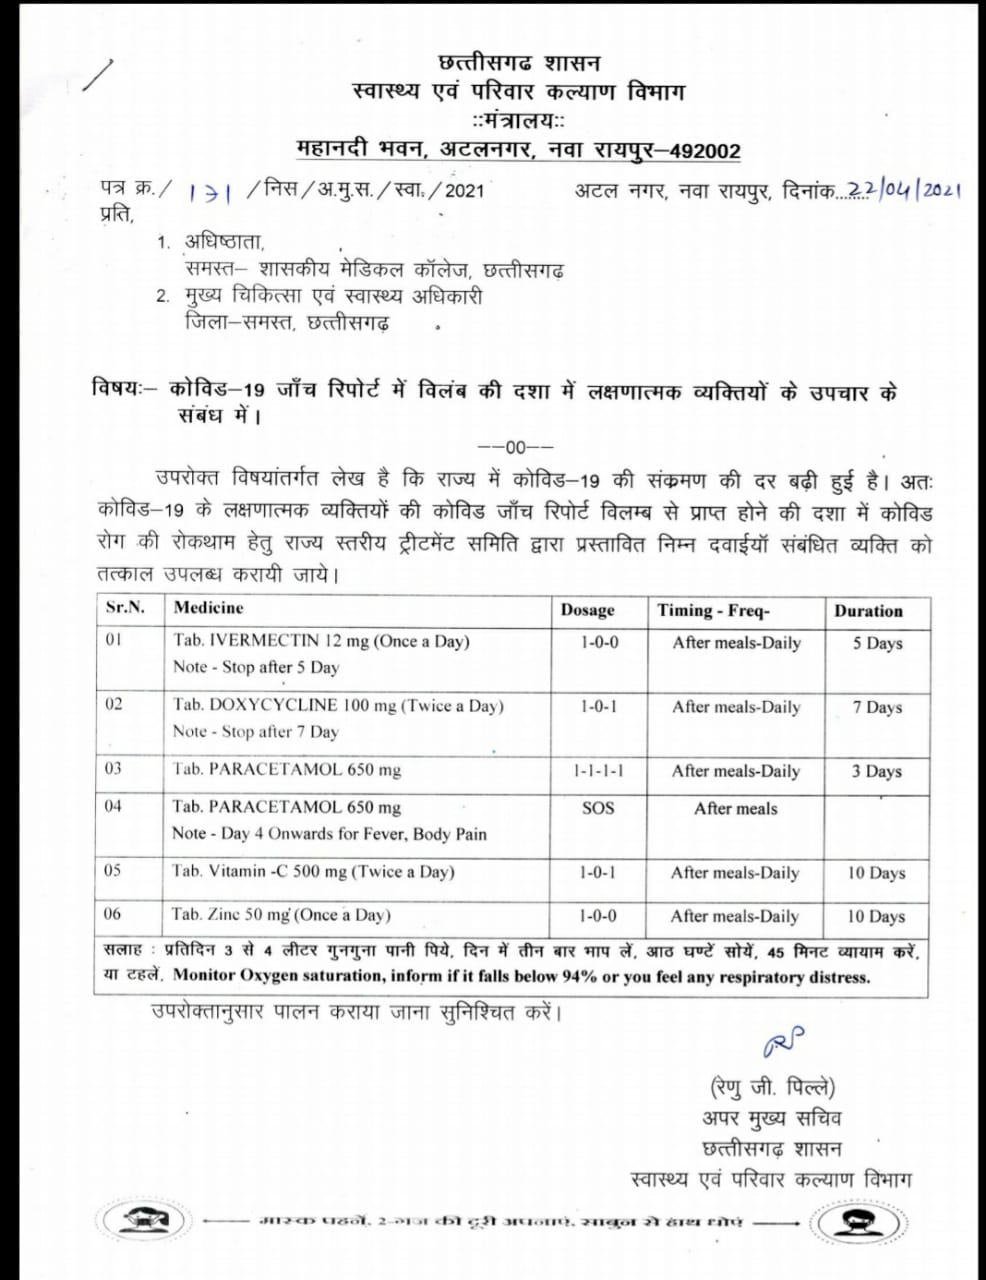 छत्तीसगढ शासन
स्वास्थ्य एवं परिवार कल्याण विभाग
::मंत्रालय::
महानदी भवन, अटलनगर, नवा रायपुर–492002
पत्र क्र./ 131 /निस/अ.मु.स./स्वा./2021 अटल नगर, नवा रायपुर, दिनांक..22/04/2021
प्रति,
1. अधिष्ठाता,
समस्त– शासकीय मेडिकल कॉलेज, छत्तीसगढ़
2. मुख्य चिकित्सा एवं स्वास्थ्य अधिकारी
जिला–समस्त, छत्तीसगढ़
विषयः– कोविड–19 जाँच रिपोर्ट में विलंब की दशा में लक्षणात्मक व्यक्तियों के उपचार के
संबंध में।
––00––
उपरोक्त विषयांतर्गत लेख है कि राज्य में कोविड–19 की संक्रमण की दर बढी हुई है। अतः
कोविड–19 के लक्षणात्मक व्यक्तियों की कोविड जाँच रिपोर्ट विलम्ब से प्राप्त होने की दशा में कोविड
रोग की रोकथाम हेतु राज्य स्तरीय ट्रीटमेंट समिति द्वारा प्रस्तावित निम्न दवाईयॉ संबंधित व्यक्ति को
तत्काल उपलब्ध करायी जाये।
Sr.N. Medicine Dosage Timing - Freq- Duration
01 Tab. IVERMECTIN 12 mg (Once a Day) 1-0-0 After meals-Daily 5 Days
Note - Stop after 5 Day
02 Tab. DOXYCYCLINE 100 mg (Twice a Day) 1-0-1 After meals-Daily 7 Days
Note - Stop after 7 Day
03 Tab. PARACETAMOL 650 mg 1-1-1-1 After meals-Daily 3 Days
04 Tab. PARACETAMOL 650 mg SOS After meals
Note - Day 4 Onwards for Fever, Body Pain
05 Tab. Vitamin -C 500 mg (Twice a Day) 1-0-1 After meals-Daily 10 Days
06 Tab. Zinc 50 mg (Once a Day) 1-0-0 After meals-Daily 10 Days
सलाह : प्रतिदिन 3 से 4 लीटर गुनगुना पानी पिये, दिन में तीन बार भाप लें, आठ घण्टें सोयें, 45 मिनट व्यायाम करें,
या टहलें, Monitor Oxygen saturation, inform if it falls below 94% or you feel any respiratory distress.
उपरोक्तानुसार पालन कराया जाना सुनिश्चित करें।
(रेणु जी. पिल्ले)
अपर मुख्य सचिव
छत्तीसगढ़ शासन
स्वास्थ्य एवं परिवार कल्याण विभाग
मास्क पहनें, 2-गज की दूरी अपनाएं, साबुन से हाथ धोएं